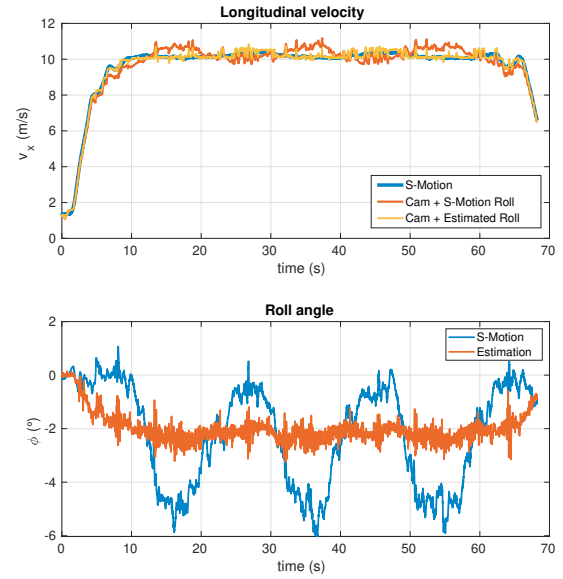 Longitudinal velocity
12
10
8
6
4
2
0
v_x (m/s)
S-Motion
Cam + S-Motion Roll
Cam + Estimated Roll
0 10 20 30 40 50 60 70
time (s)
Roll angle
2
0
-2
-4
-6
ϕ (°)
S-Motion
Estimation
0 10 20 30 40 50 60 70
time (s)